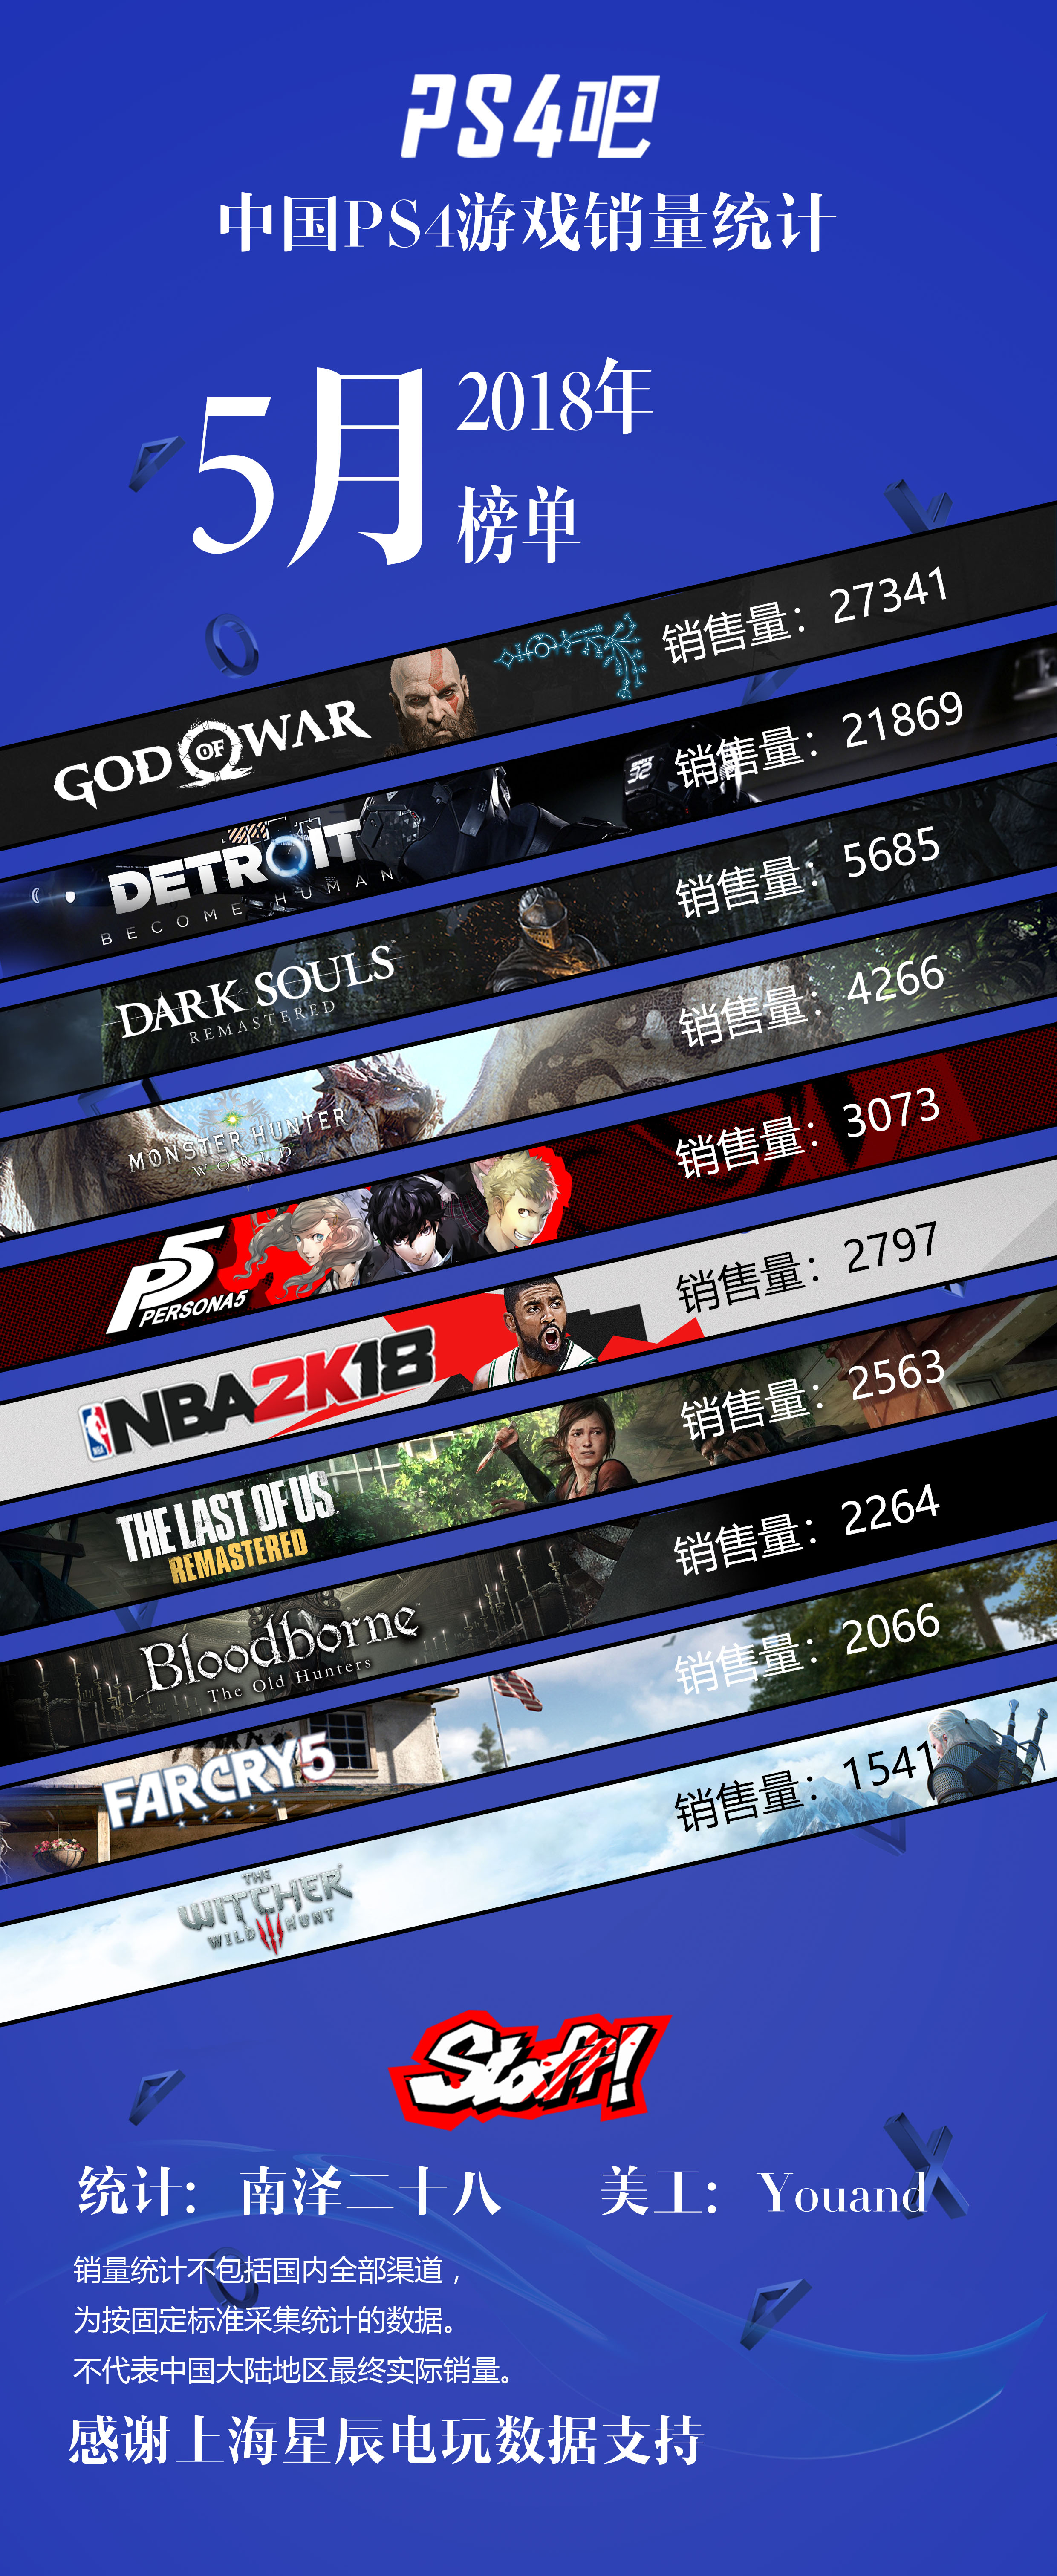 PS4吧
中国PS4游戏销量统计
5月
2018年
榜单
GOD OF WAR
销售量：27341
DETROIT
BECOME HUMAN
销售量：21869
DARK SOULS
REMASTERED
销售量：5685
MONSTER HUNTER
WORLD
销售量：4266
P5
PERSONA5
销售量：3073
NBA
NBA2K18
销售量：2797
THE LAST OF US
REMASTERED
销售量：2563
Bloodborne
The Old Hunters
销售量：2264
FARCRY5
销售量：2066
THE
WITCHER
WILD HUNT
销售量：1541
Staff!
统计：南泽二十八
美工：Youand
销量统计不包括国内全部渠道，
为按固定标准采集统计的数据。
不代表中国大陆地区最终实际销量。
感谢上海星辰电玩数据支持